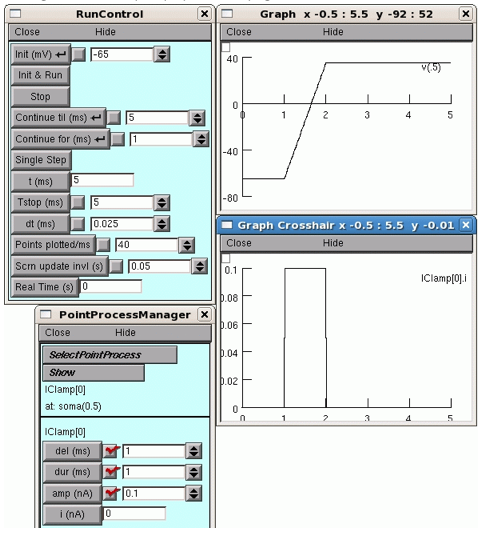 RunControl
Close Hide
Init (mV) -65
Init & Run
Stop
Continue til (ms) 5
Continue for (ms) 1
Single Step
t (ms) 5
Tstop (ms) 5
dt (ms) 0.025
Points plotted/ms 40
Scrn update invl (s) 0.05
Real Time (s) 0
Graph x -0.5 : 5.5 y -92 : 52
Close Hide
40
v(.5)
0
0 1 2 3 4 5
-40
-80
Graph Crosshair x -0.5 : 5.5 y -0.01
Close Hide
0.1
IClamp[0].i
0.08
0.06
0.04
0.02
0
0 1 2 3 4 5
PointProcessManager
Close Hide
SelectPointProcess
Show
IClamp[0]
at: soma(0.5)
IClamp[0]
del (ms) 1
dur (ms) 1
amp (nA) 0.1
i (nA) 0